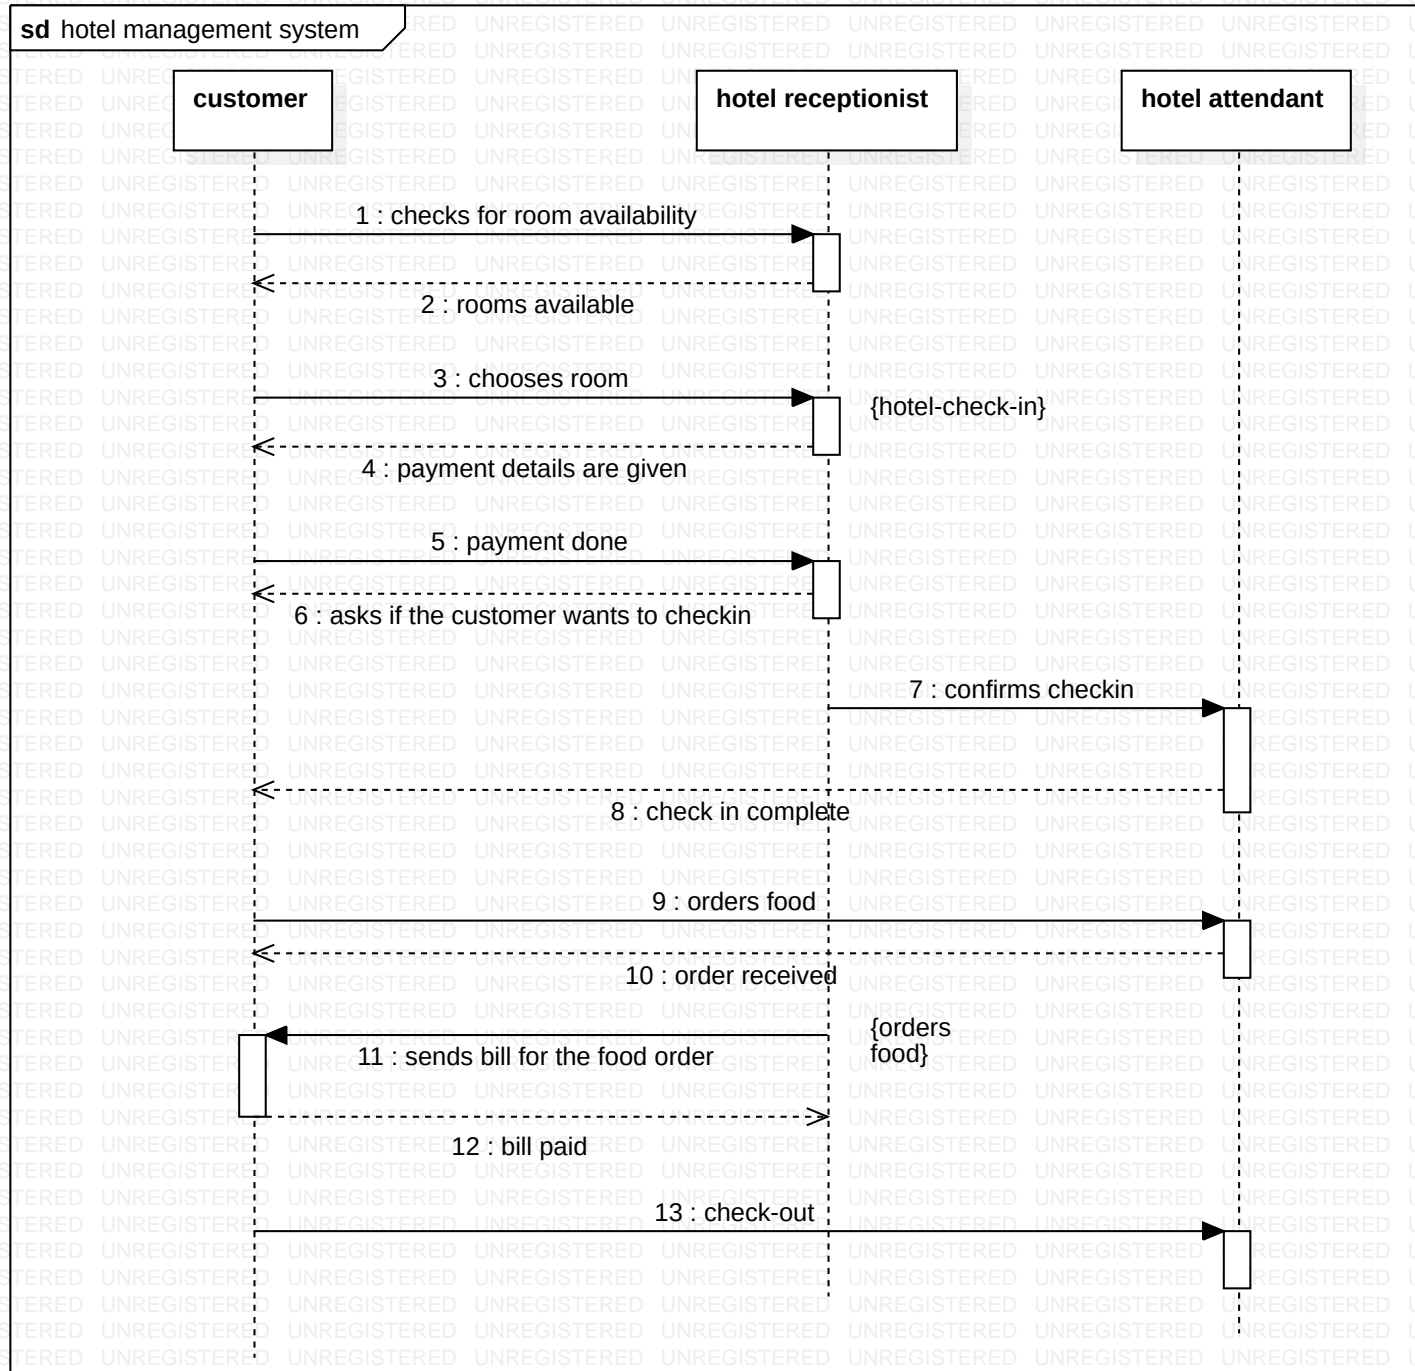 sd hotel management system
customer
hotel receptionist
hotel attendant
1 : checks for room availability
2 : rooms available
3 : chooses room
{hotel-check-in}
4 : payment details are given
5 : payment done
6 : asks if the customer wants to checkin
7 : confirms checkin
8 : check in complete
9 : orders food
10 : order received
{orders
food}
11 : sends bill for the food order
12 : bill paid
13 : check-out
UNREGISTERED